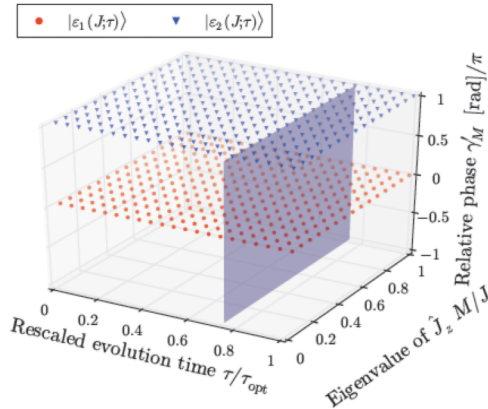 |ε₁(J;τ)⟩ |ε₂(J;τ)⟩
1
0.5
0
−0.5
−1
Relative phase γ′_M [rad]/π
0 0.2 0.4 0.6 0.8 1
Rescaled evolution time τ/τ_opt
0 0.2 0.4 0.6 0.8 1
Eigenvalue of Ĵ_z M/J